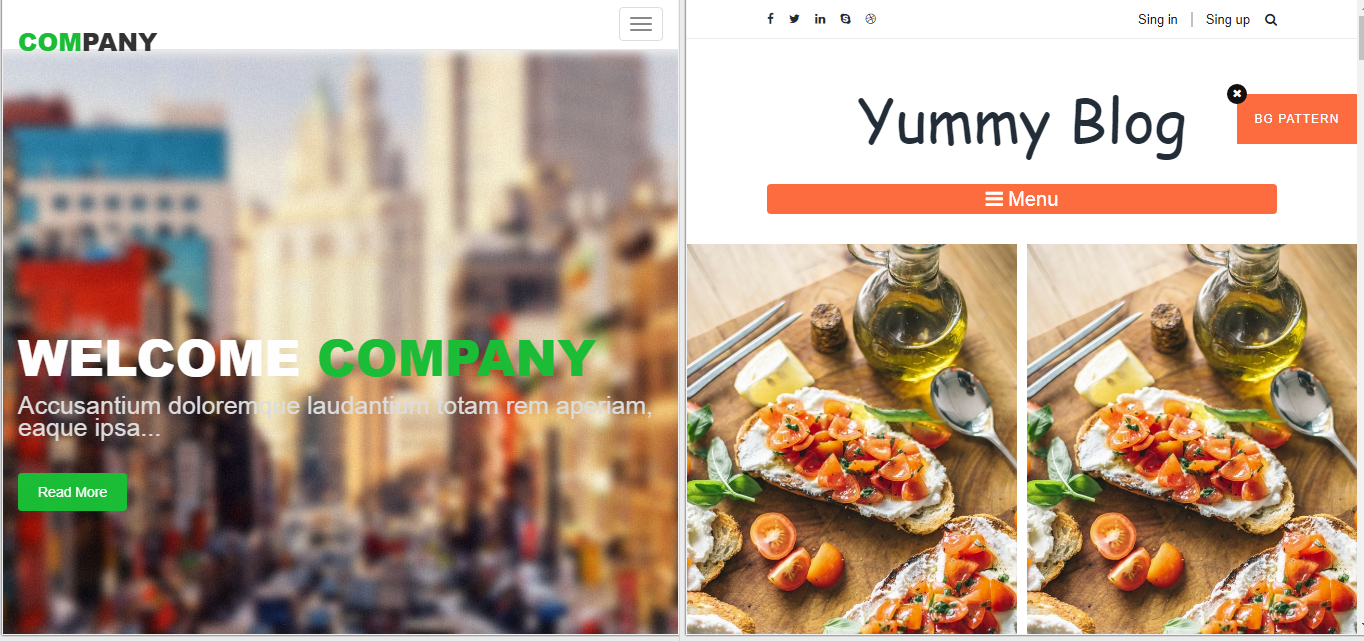 COMPANY
WELCOME COMPANY
Accusantium doloremque laudantium totam rem aperiam,
eaque ipsa...
Read More
Sing in | Sing up
Yummy Blog
BG PATTERN
Menu